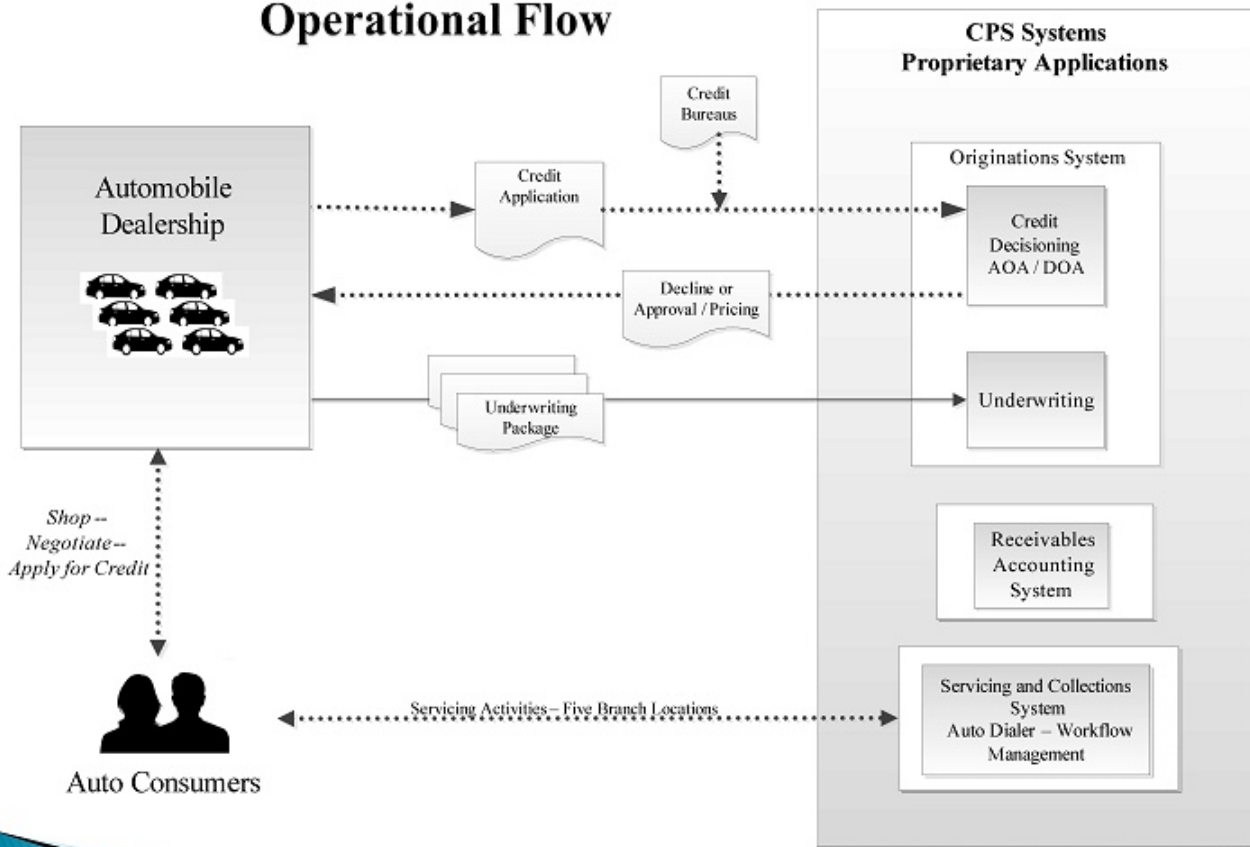 Operational Flow
CPS Systems
Proprietary Applications
Credit
Bureaus
Originations System
Automobile
Dealership
Credit
Application
Credit
Decisioning
AOA / DOA
Decline or
Approval / Pricing
Underwriting
Package
Underwriting
Shop --
Negotiate--
Apply for Credit
Receivables
Accounting
System
Servicing Activities – Five Branch Locations
Servicing and Collections
System
Auto Dialer – Workflow
Management
Auto Consumers